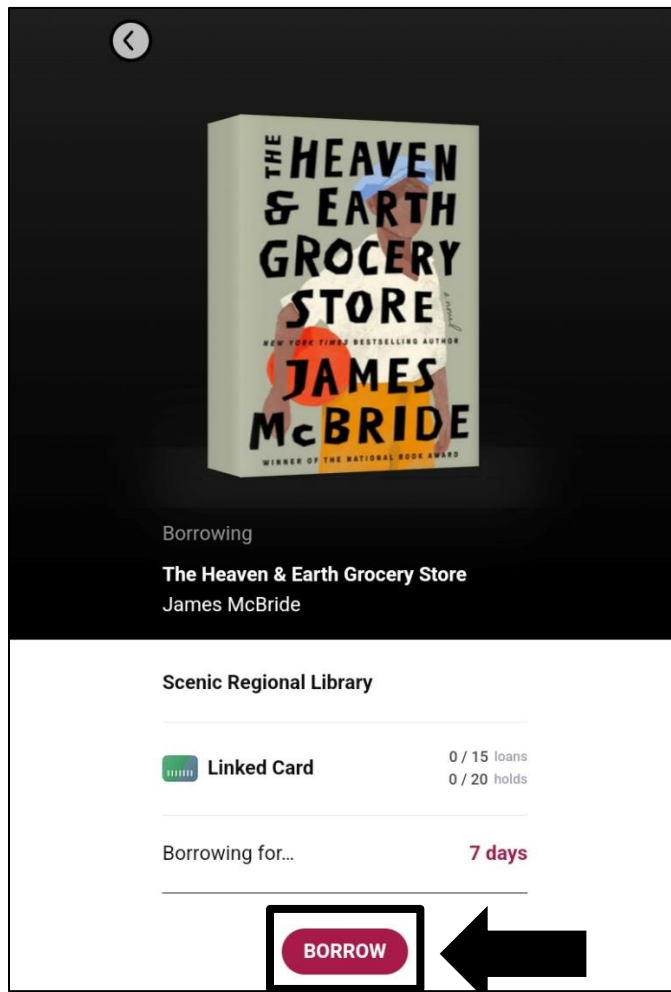 THE
HEAVEN
& EARTH
GROCERY
STORE
a novel
NEW YORK TIMES BESTSELLING AUTHOR
JAMES
McBRIDE
WINNER OF THE NATIONAL BOOK AWARD
Borrowing
The Heaven & Earth Grocery Store
James McBride
Scenic Regional Library
Linked Card
0 / 15 loans
0 / 20 holds
Borrowing for...
7 days
BORROW